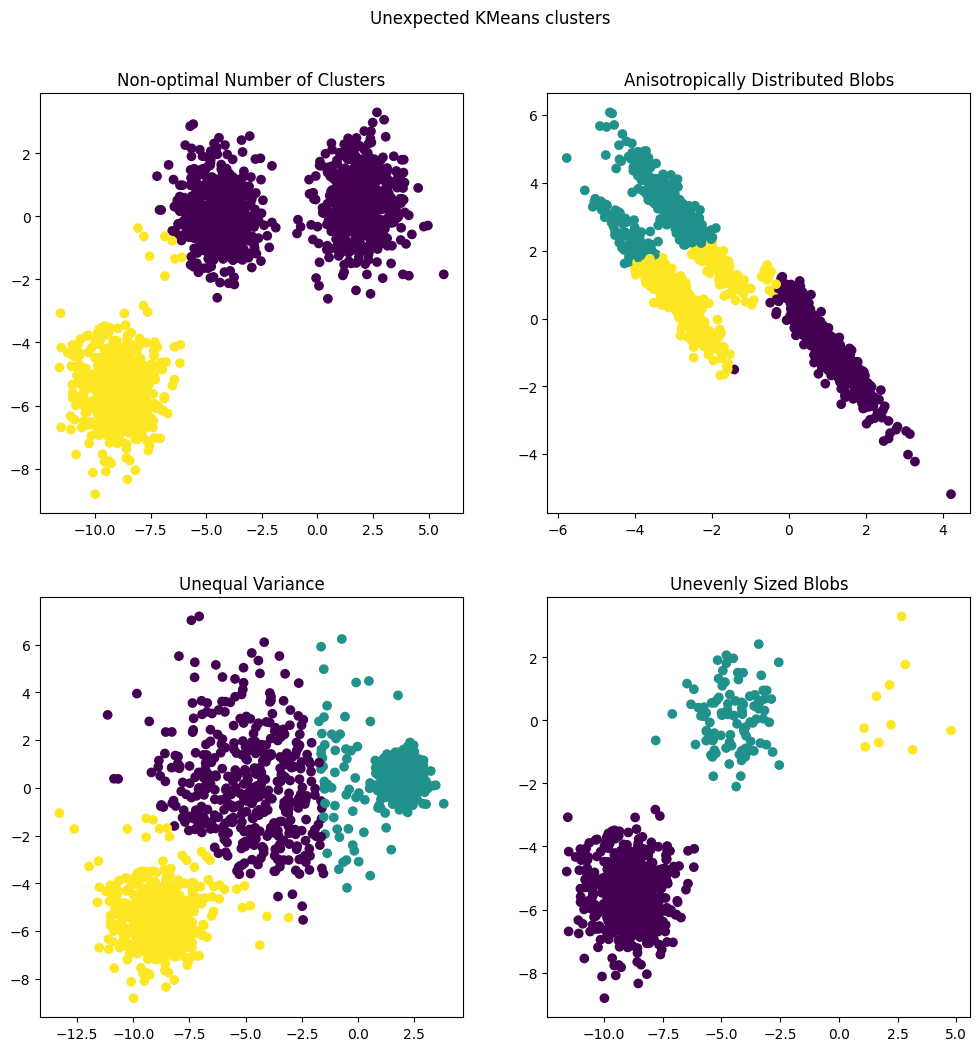 Unexpected KMeans clusters
Non-optimal Number of Clusters
Anisotropically Distributed Blobs
2
0
−2
−4
−6
−8
−10.0 −7.5 −5.0 −2.5 0.0 2.5 5.0
6
4
2
0
−2
−4
−6 −4 −2 0 2 4
Unequal Variance
Unevenly Sized Blobs
6
4
2
0
−2
−4
−6
−8
−12.5 −10.0 −7.5 −5.0 −2.5 0.0 2.5
2
0
−2
−4
−6
−8
−10.0 −7.5 −5.0 −2.5 0.0 2.5 5.0